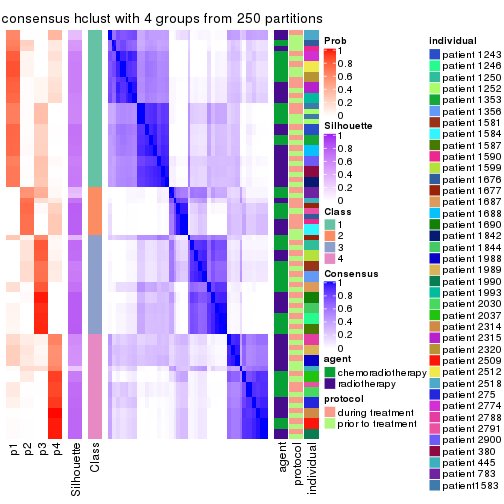 consensus hclust with 4 groups from 250 partitions
Prob
1
0.8
0.6
0.4
0.2
0
Silhouette
1
0.8
0.6
0.4
0.2
0
Class
1
2
3
4
Consensus
1
0.8
0.6
0.4
0.2
0
agent
chemoradiotherapy
radiotherapy
protocol
during treatment
prior to treatment
individual
patient 1243
patient 1246
patient 1250
patient 1252
patient 1353
patient 1356
patient 1581
patient 1584
patient 1587
patient 1590
patient 1599
patient 1676
patient 1677
patient 1687
patient 1688
patient 1690
patient 1842
patient 1844
patient 1988
patient 1989
patient 1990
patient 1993
patient 2030
patient 2037
patient 2314
patient 2315
patient 2320
patient 2509
patient 2512
patient 2518
patient 275
patient 2774
patient 2788
patient 2791
patient 2900
patient 380
patient 445
patient 783
patient1583
p1
p2
p3
p4
Silhouette
Class
agent
protocol
individual